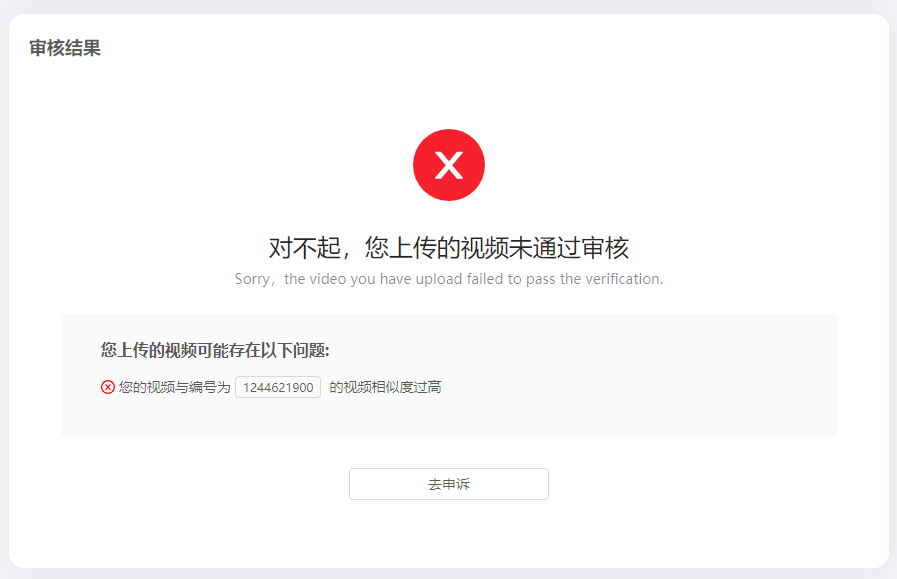 审核结果
对不起，您上传的视频未通过审核
Sorry，the video you have upload failed to pass the verification.
您上传的视频可能存在以下问题:
您的视频与编号为 1244621900 的视频相似度过高
去申诉